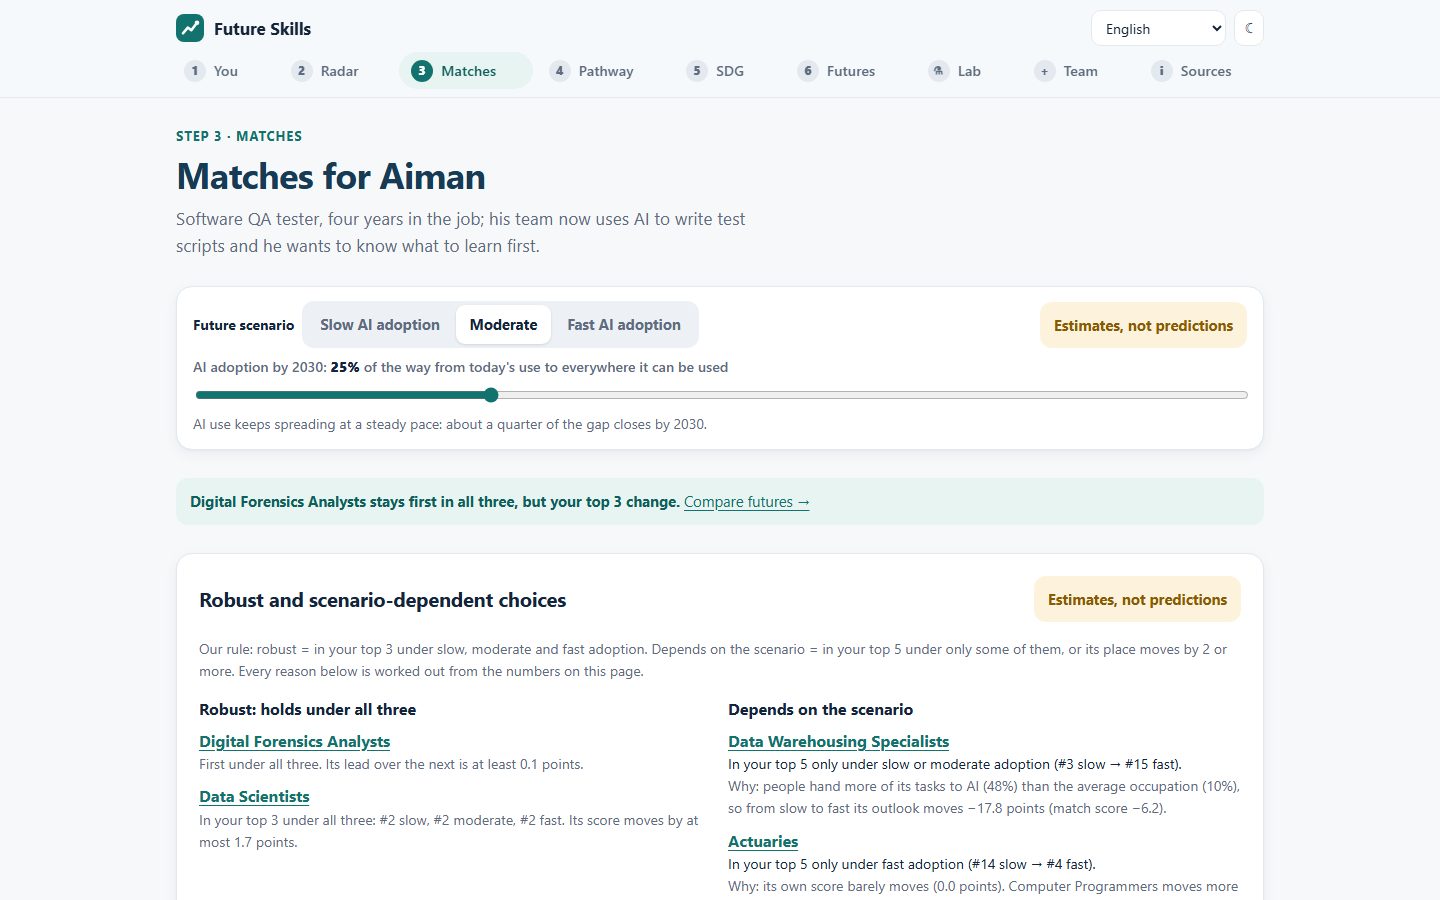 Future Skills
English
1 You
2 Radar
3 Matches
4 Pathway
5 SDG
6 Futures
Lab
+ Team
i Sources
STEP 3 · MATCHES
Matches for Aiman
Software QA tester, four years in the job; his team now uses AI to write test
scripts and he wants to know what to learn first.
Future scenario
Slow AI adoption
Moderate
Fast AI adoption
Estimates, not predictions
AI adoption by 2030: 25% of the way from today's use to everywhere it can be used
AI use keeps spreading at a steady pace: about a quarter of the gap closes by 2030.
Digital Forensics Analysts stays first in all three, but your top 3 change. Compare futures →
Robust and scenario-dependent choices
Estimates, not predictions
Our rule: robust = in your top 3 under slow, moderate and fast adoption. Depends on the scenario = in your top 5 under only some of them, or its place moves by 2 or
more. Every reason below is worked out from the numbers on this page.
Robust: holds under all three
Digital Forensics Analysts
First under all three. Its lead over the next is at least 0.1 points.
Data Scientists
In your top 3 under all three: #2 slow, #2 moderate, #2 fast. Its score moves by at
most 1.7 points.
Depends on the scenario
Data Warehousing Specialists
In your top 5 only under slow or moderate adoption (#3 slow → #15 fast).
Why: people hand more of its tasks to AI (48%) than the average occupation (10%),
so from slow to fast its outlook moves −17.8 points (match score −6.2).
Actuaries
In your top 5 only under fast adoption (#14 slow → #4 fast).
Why: its own score barely moves (0.0 points). Computer Programmers moves more